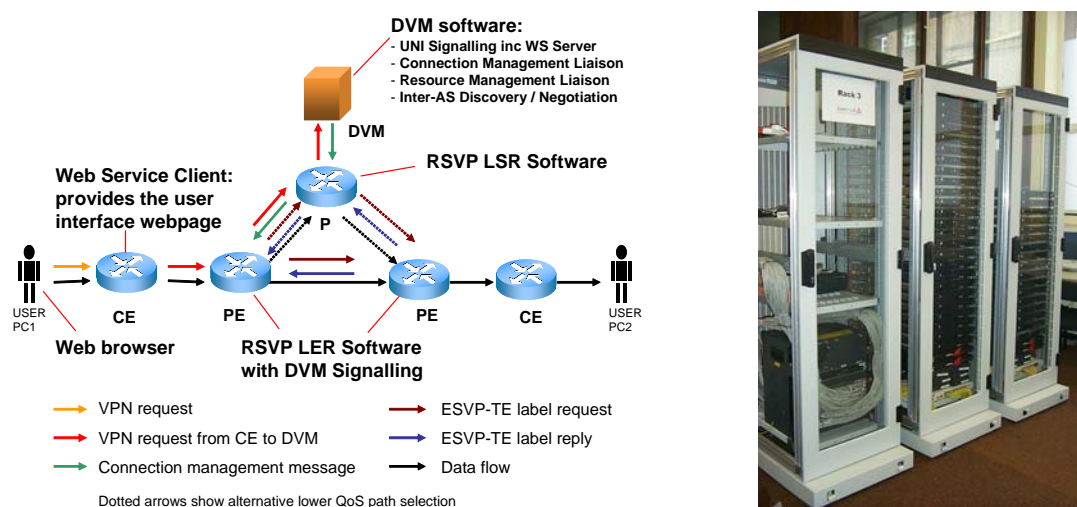 DVM software:
- UNI Signalling inc WS Server
- Connection Management Liaison
- Resource Management Liaison
- Inter-AS Discovery / Negotiation
DVM
RSVP LSR Software
Web Service Client:
provides the user
interface webpage
P
USER
PC1
CE
PE
PE
CE
USER
PC2
Web browser
RSVP LER Software
with DVM Signalling
VPN request
ESVP-TE label request
VPN request from CE to DVM
ESVP-TE label reply
Connection management message
Data flow
Dotted arrows show alternative lower QoS path selection
Rack 3